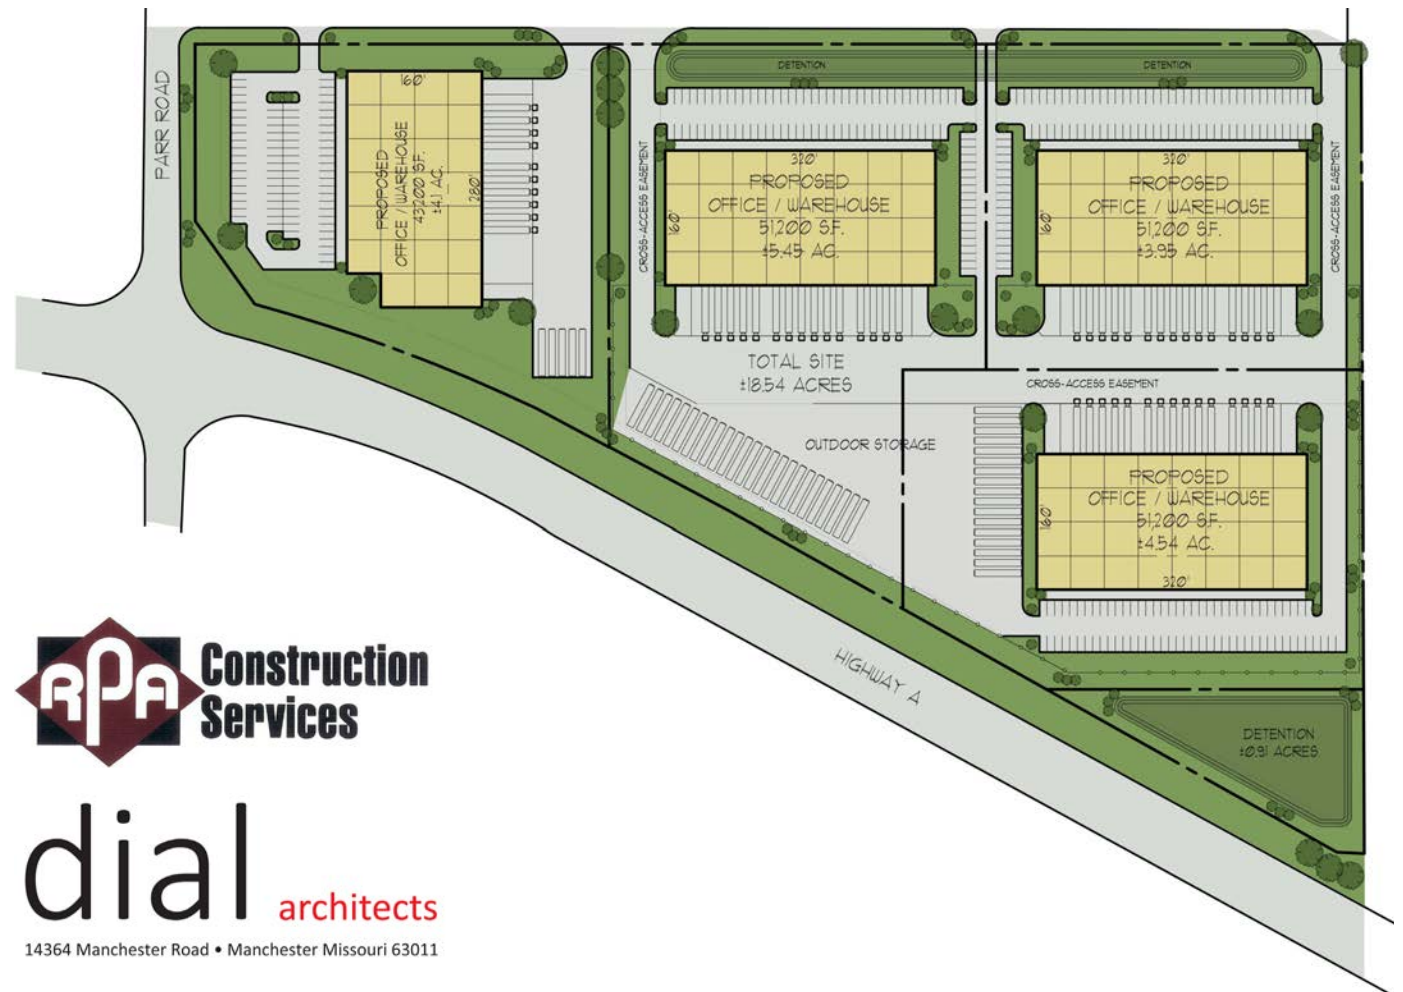 PARR ROAD
160'
PROPOSED
OFFICE / WAREHOUSE
43,200 S.F.
±4.1 AC.
280'
DETENTION
DETENTION
CROSS-ACCESS EASEMENT
320'
PROPOSED
OFFICE / WAREHOUSE
51,200 S.F.
±5.45 AC.
160'
320'
PROPOSED
OFFICE / WAREHOUSE
51,200 S.F.
±3.95 AC.
160'
CROSS-ACCESS EASEMENT
TOTAL SITE
±18.54 ACRES
CROSS-ACCESS EASEMENT
OUTDOOR STORAGE
PROPOSED
OFFICE / WAREHOUSE
51,200 S.F.
±4.54 AC.
160'
320'
HIGHWAY A
DETENTION
±0.91 ACRES
RPA
Construction
Services
dial architects
14364 Manchester Road • Manchester Missouri 63011